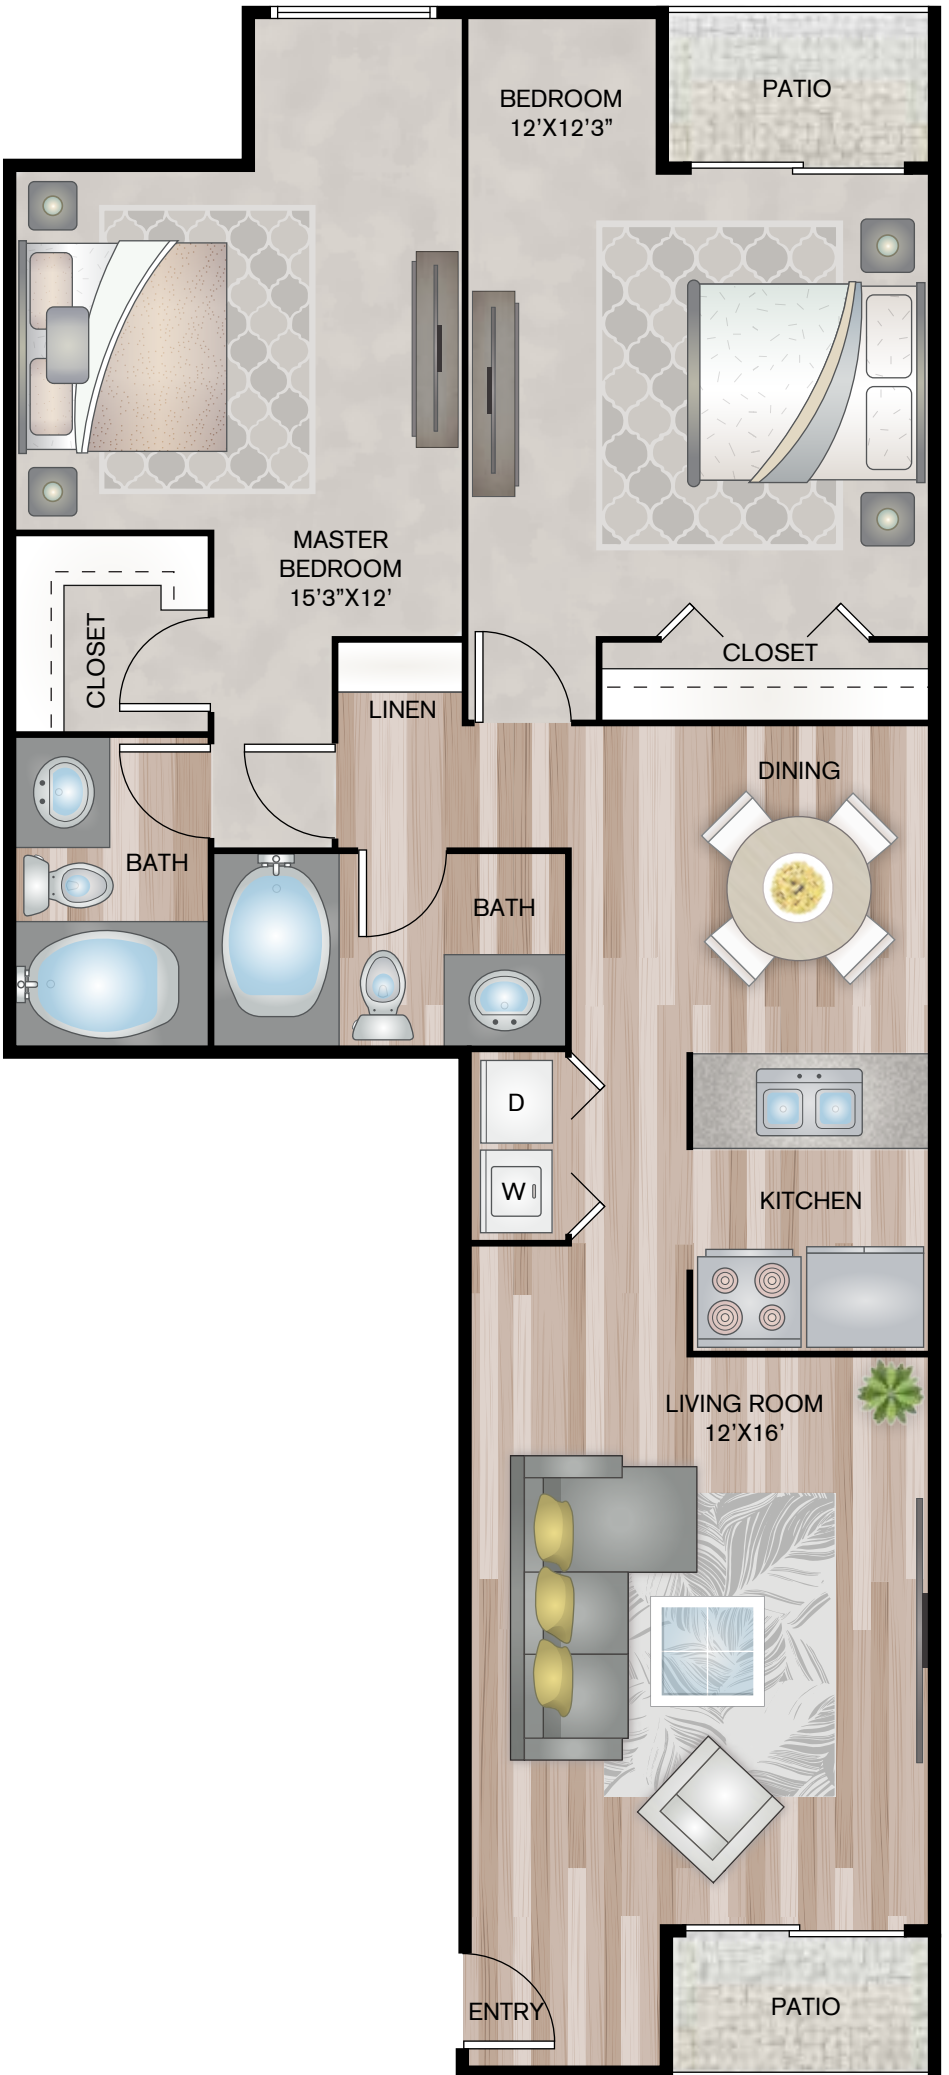 PATIO
BEDROOM
12’X12’3”
MASTER
BEDROOM
15’3”X12’
CLOSET
CLOSET
LINEN
DINING
BATH
BATH
D
W
KITCHEN
LIVING ROOM
12’X16’
ENTRY
PATIO